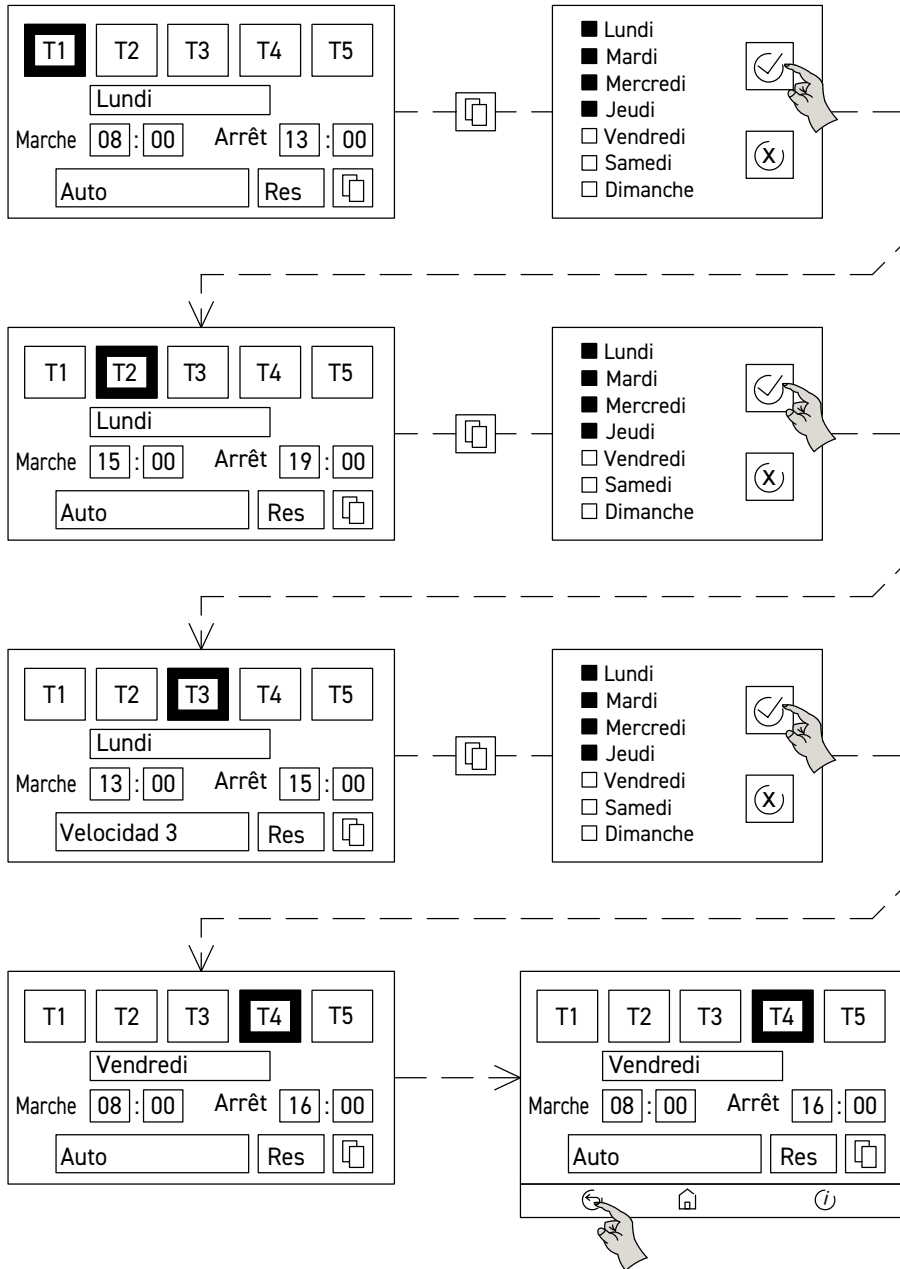 T1 T2 T3 T4 T5
Lundi
Marche 08 : 00 Arrêt 13 : 00
Auto Res
Lundi
Mardi
Mercredi
Jeudi
Vendredi
Samedi
Dimanche
X
T1 T2 T3 T4 T5
Lundi
Marche 15 : 00 Arrêt 19 : 00
Auto Res
Lundi
Mardi
Mercredi
Jeudi
Vendredi
Samedi
Dimanche
X
T1 T2 T3 T4 T5
Lundi
Marche 13 : 00 Arrêt 15 : 00
Velocidad 3 Res
Lundi
Mardi
Mercredi
Jeudi
Vendredi
Samedi
Dimanche
X
T1 T2 T3 T4 T5
Vendredi
Marche 08 : 00 Arrêt 16 : 00
Auto Res
T1 T2 T3 T4 T5
Vendredi
Marche 08 : 00 Arrêt 16 : 00
Auto Res
i